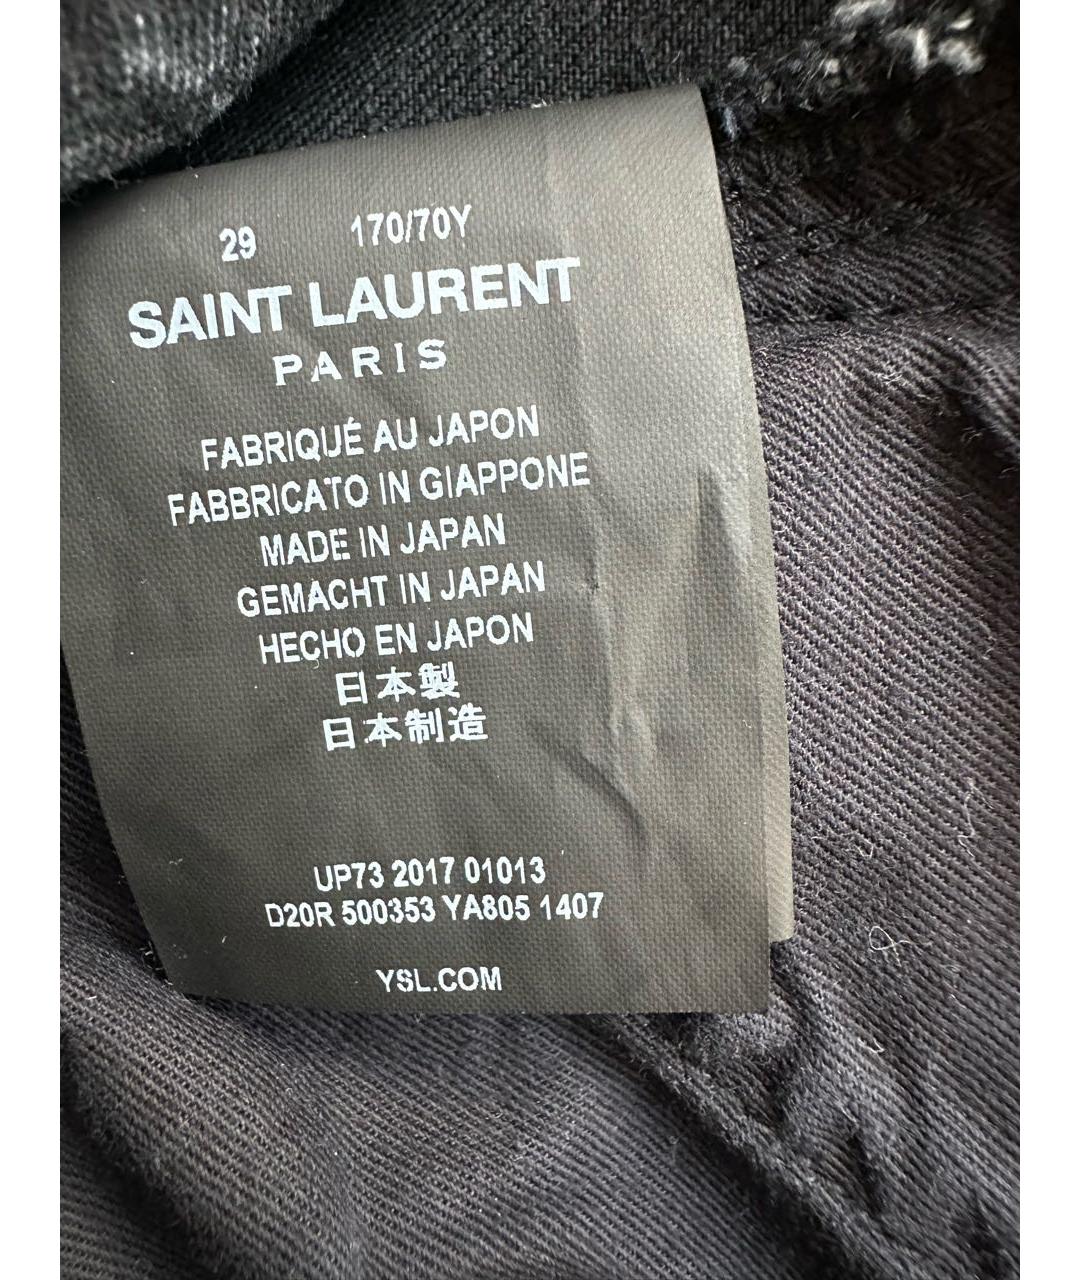 29 170/70Y
SAINT LAURENT
PARIS
FABRIQUÉ AU JAPON
FABBRICATO IN GIAPPONE
MADE IN JAPAN
GEMACHT IN JAPAN
HECHO EN JAPON
日本製
日本制造
UP73 2017 01013
D20R 500353 YA805 1407
YSL.COM